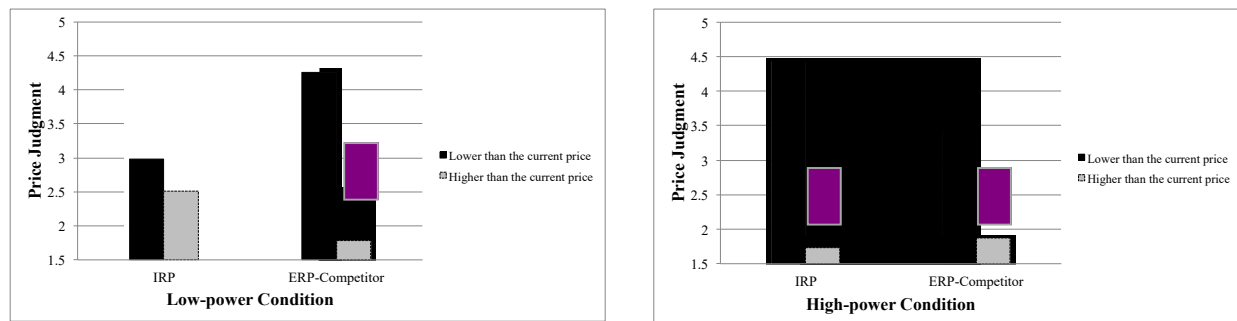 5
4.5
4
3.5
3
2.5
2
1.5
Price Judgment
IRP
ERP-Competitor
Low-power Condition
Lower than the current price
Higher than the current price
5
4.5
4
3.5
3
2.5
2
1.5
Price Judgment
IRP
ERP-Competitor
High-power Condition
Lower than the current price
Higher than the current price